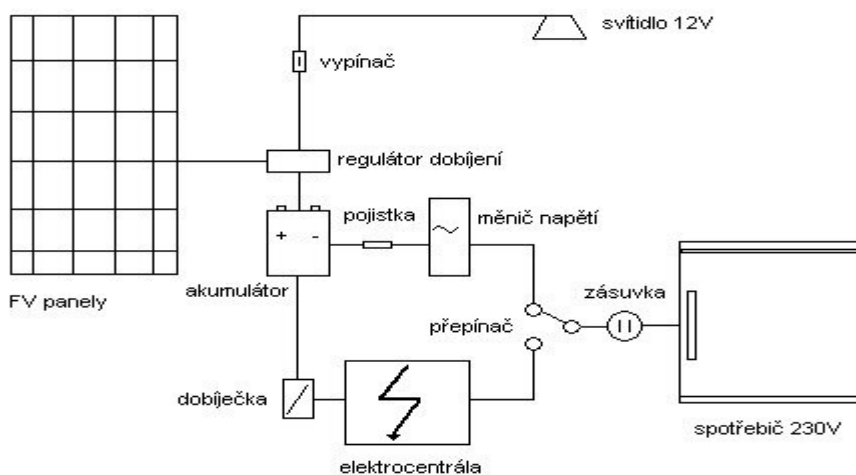 svítidlo 12V
vypínač
regulátor dobíjení
pojistka
měnič napětí
+ -
akumulátor
FV panely
zásuvka
přepínač
dobíječka
elektrocentrála
spotřebič 230V